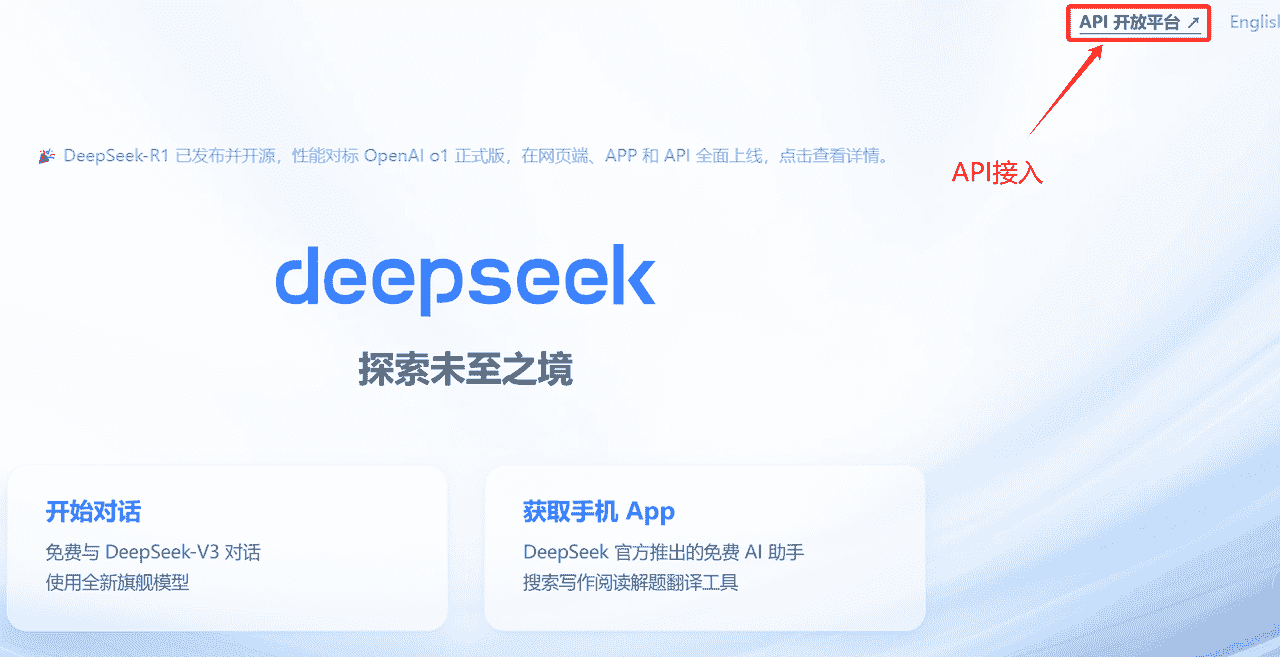 API 开放平台 ↗
English
🎉 DeepSeek-R1 已发布并开源，性能对标 OpenAI o1 正式版，在网页端、APP 和 API 全面上线，点击查看详情。
API接入
deepseek
探索未至之境
开始对话
免费与 DeepSeek-V3 对话
使用全新旗舰模型
获取手机 App
DeepSeek 官方推出的免费 AI 助手
搜索写作阅读解题翻译工具